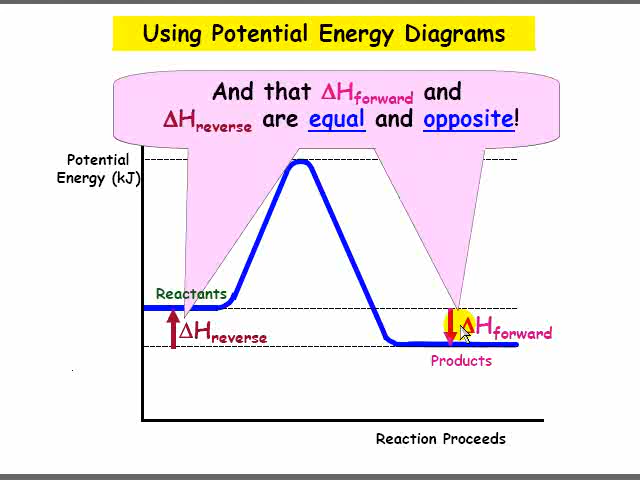 Using Potential Energy Diagrams
And that ΔHforward and
ΔHreverse are equal and opposite!
Potential
Energy (kJ)
Reactants
ΔHreverse
ΔHforward
Products
Reaction Proceeds